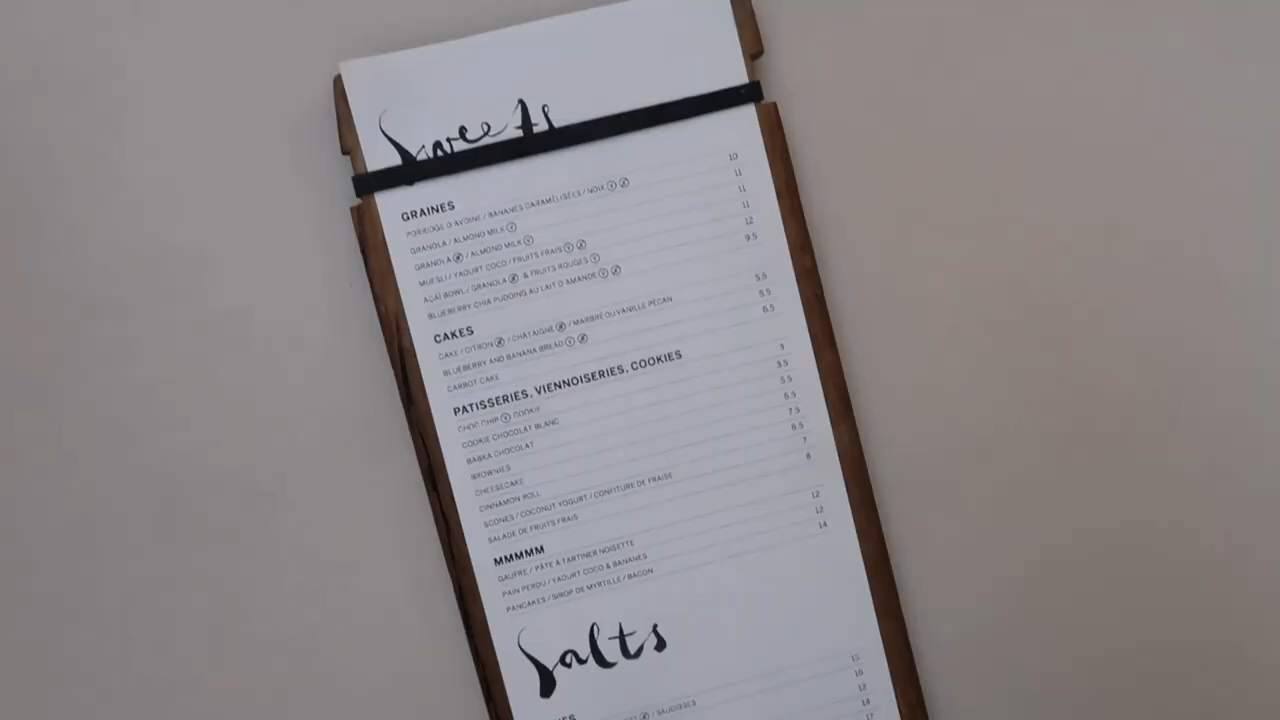 Sweets
GRAINES
PORRIDGE D'AVOINE / BANANES CARAMÉLISÉES / NOIX Ⓥ 10
GRANOLA / ALMOND MILK Ⓥ 11
GRANOLA / ALMOND MILK Ⓥ 11
MUESLI / YAOURT COCO / FRUITS FRAIS Ⓥ 11
AÇAI BOWL / GRANOLA & FRUITS ROUGES Ⓥ 12
BLUEBERRY CHIA PUDDING AU LAIT D'AMANDE Ⓥ 9.5
CAKES
CAKE / CITRON / CHATAIGNE / MARBRÉ OU VANILLE PÉCAN 5.5
BLUEBERRY AND BANANA BREAD Ⓥ 5.5
CARROT CAKE 6.5
PATISSERIES, VIENNOISERIES, COOKIES
CHOC CHIP Ⓥ COOKIE 3
COOKIE CHOCOLAT BLANC 3.5
BABKA CHOCOLAT 5.5
BROWNIES 6.5
CHEESECAKE 7.5
CINNAMON ROLL 6.5
SCONES / COCONUT YOGURT / CONFITURE DE FRAISE 7
SALADE DE FRUITS FRAIS 8
MMMMM
GAUFRE / PÂTE À TARTINER NOISETTE 12
PAIN PERDU / YAOURT COCO & BANANES 12
PANCAKES / SIROP DE MYRTILLE / BACON 14
Salts
/ SAUCISSES 13
16
12
14
17